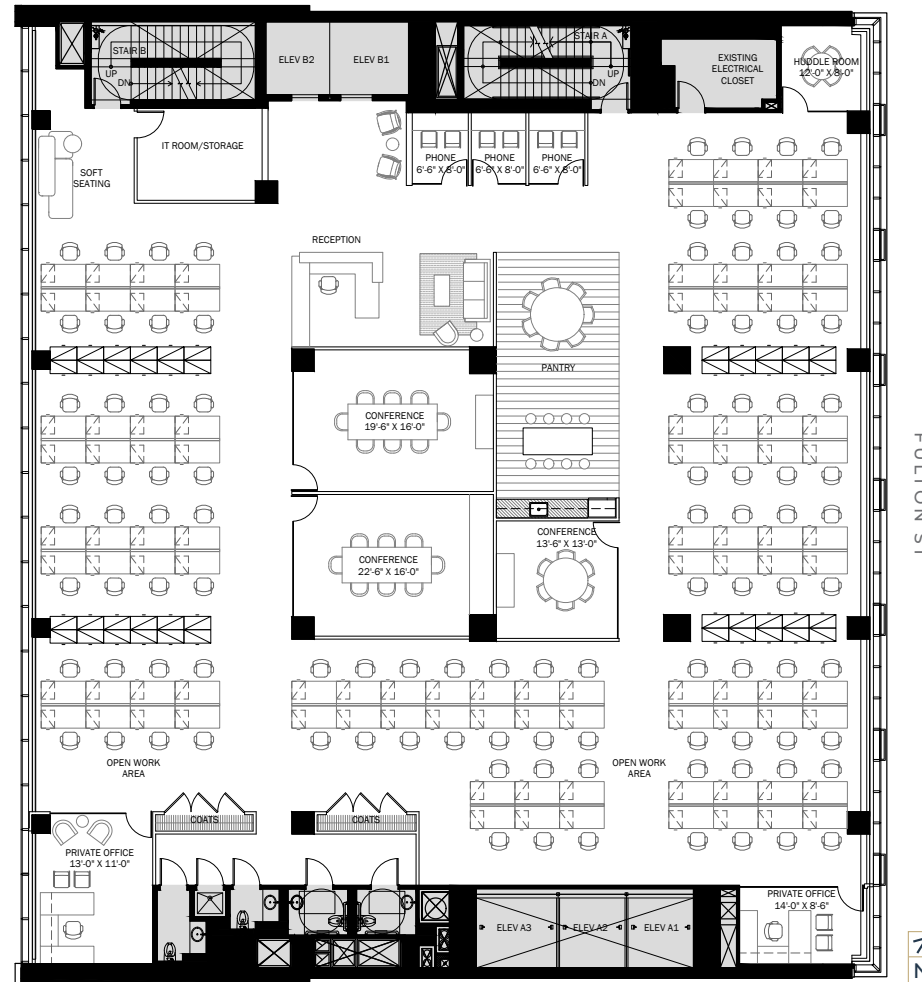 STAIR B
UP
DN
ELEV B2
ELEV B1
STAIR A
UP
DN
EXISTING
ELECTRICAL
CLOSET
HUDDLE ROOM
12'-0" X 8'-0"
IT ROOM/STORAGE
SOFT
SEATING
PHONE
6'-6" X 8'-0"
PHONE
6'-6" X 8'-0"
PHONE
6'-6" X 8'-0"
RECEPTION
PANTRY
CONFERENCE
19'-6" X 16'-0"
CONFERENCE
22'-6" X 16'-0"
CONFERENCE
13'-6" X 13'-0"
FULTON ST
OPEN WORK
AREA
OPEN WORK
AREA
COATS
COATS
PRIVATE OFFICE
13'-0" X 11'-0"
ELEV A3
ELEV A2
ELEV A1
PRIVATE OFFICE
14'-0" X 8'-6"
N